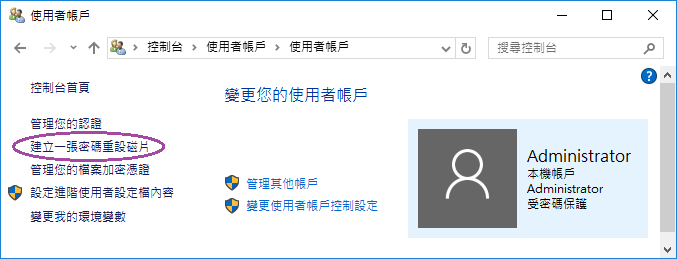 使用者帳戶
控制台 使用者帳戶 使用者帳戶
搜尋控制台
控制台首頁
管理您的認證
建立一張密碼重設磁片
管理您的檔案加密憑證
設定進階使用者設定檔內容
變更我的環境變數
變更您的使用者帳戶
管理其他帳戶
變更使用者帳戶控制設定
Administrator
本機帳戶
Administrator
受密碼保護